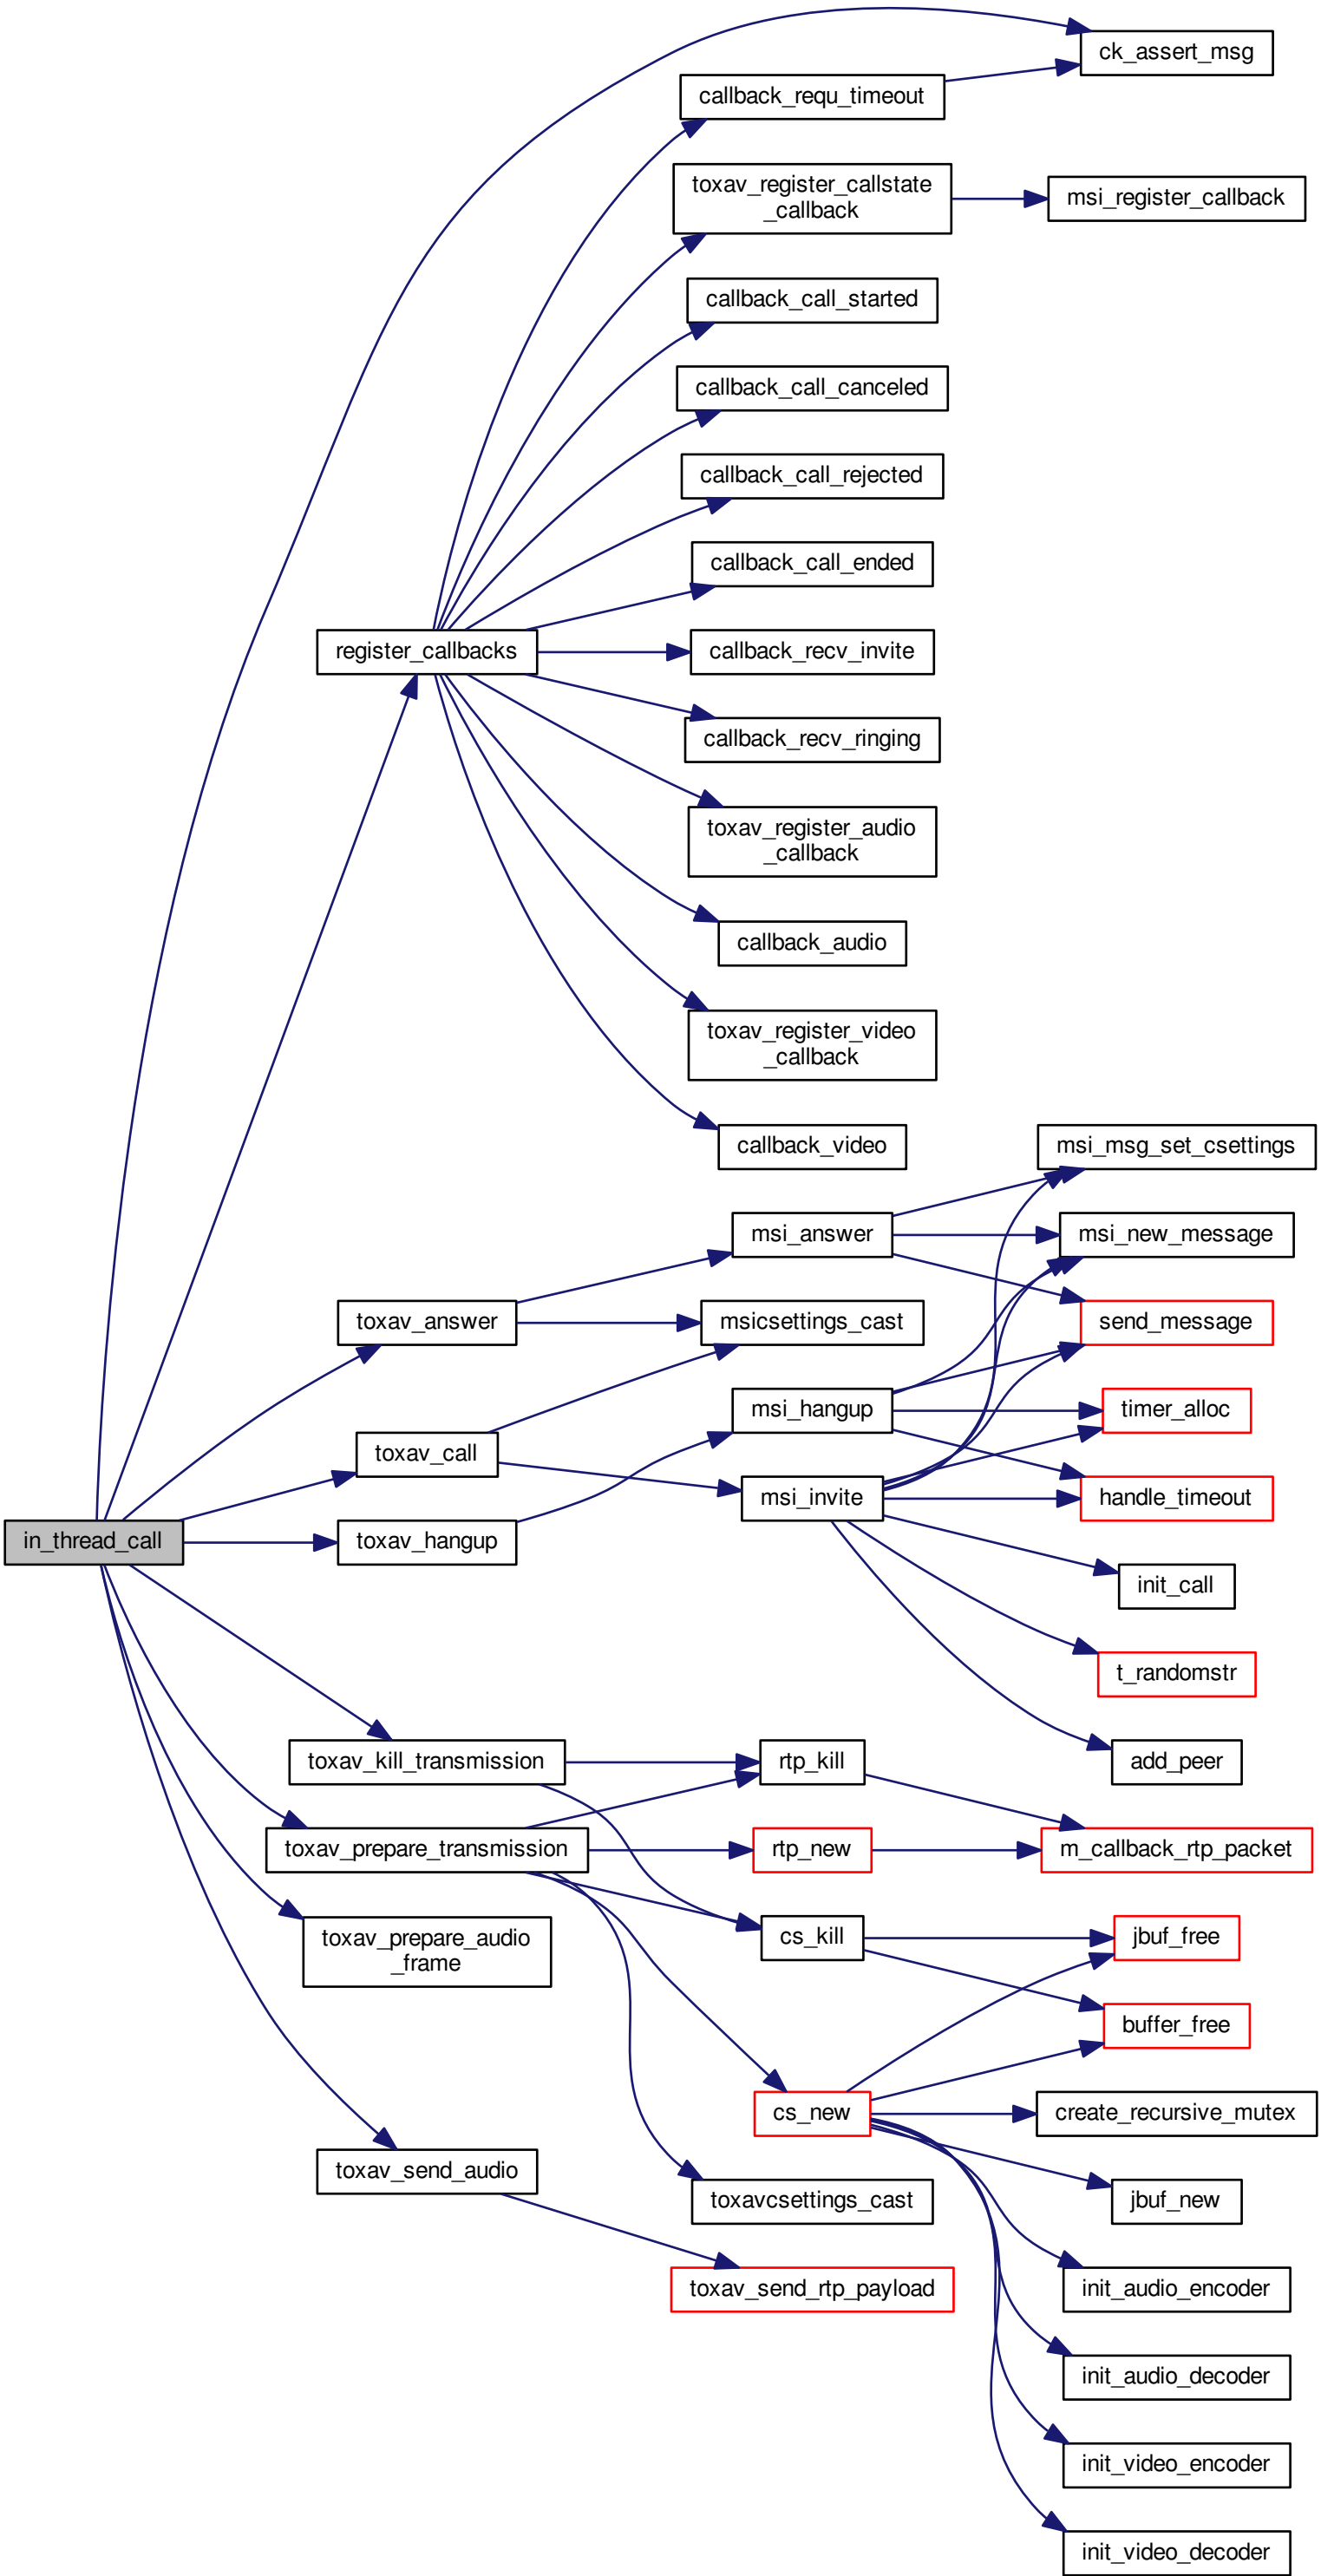 ck_assert_msg
callback_requ_timeout
toxav_register_callstate
_callback
msi_register_callback
callback_call_started
callback_call_canceled
callback_call_rejected
callback_call_ended
register_callbacks
callback_recv_invite
callback_recv_ringing
toxav_register_audio
_callback
callback_audio
toxav_register_video
_callback
callback_video
msi_msg_set_csettings
msi_answer
msi_new_message
toxav_answer
msicsettings_cast
send_message
msi_hangup
timer_alloc
toxav_call
msi_invite
handle_timeout
in_thread_call
toxav_hangup
init_call
t_randomstr
toxav_kill_transmission
rtp_kill
add_peer
toxav_prepare_transmission
rtp_new
m_callback_rtp_packet
toxav_prepare_audio
_frame
cs_kill
jbuf_free
buffer_free
cs_new
create_recursive_mutex
toxav_send_audio
toxavcsettings_cast
jbuf_new
toxav_send_rtp_payload
init_audio_encoder
init_audio_decoder
init_video_encoder
init_video_decoder